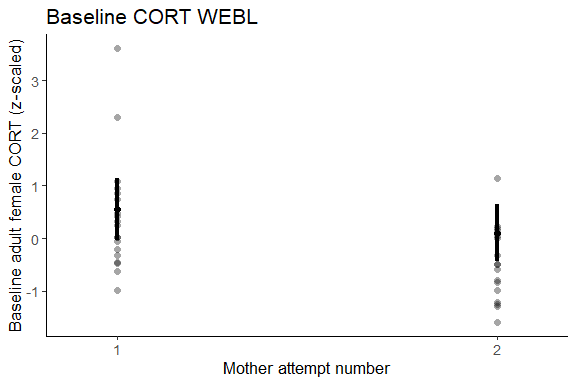 Baseline CORT WEBL
Baseline adult female CORT (z-scaled)
3
2
1
0
-1
1
2
Mother attempt number